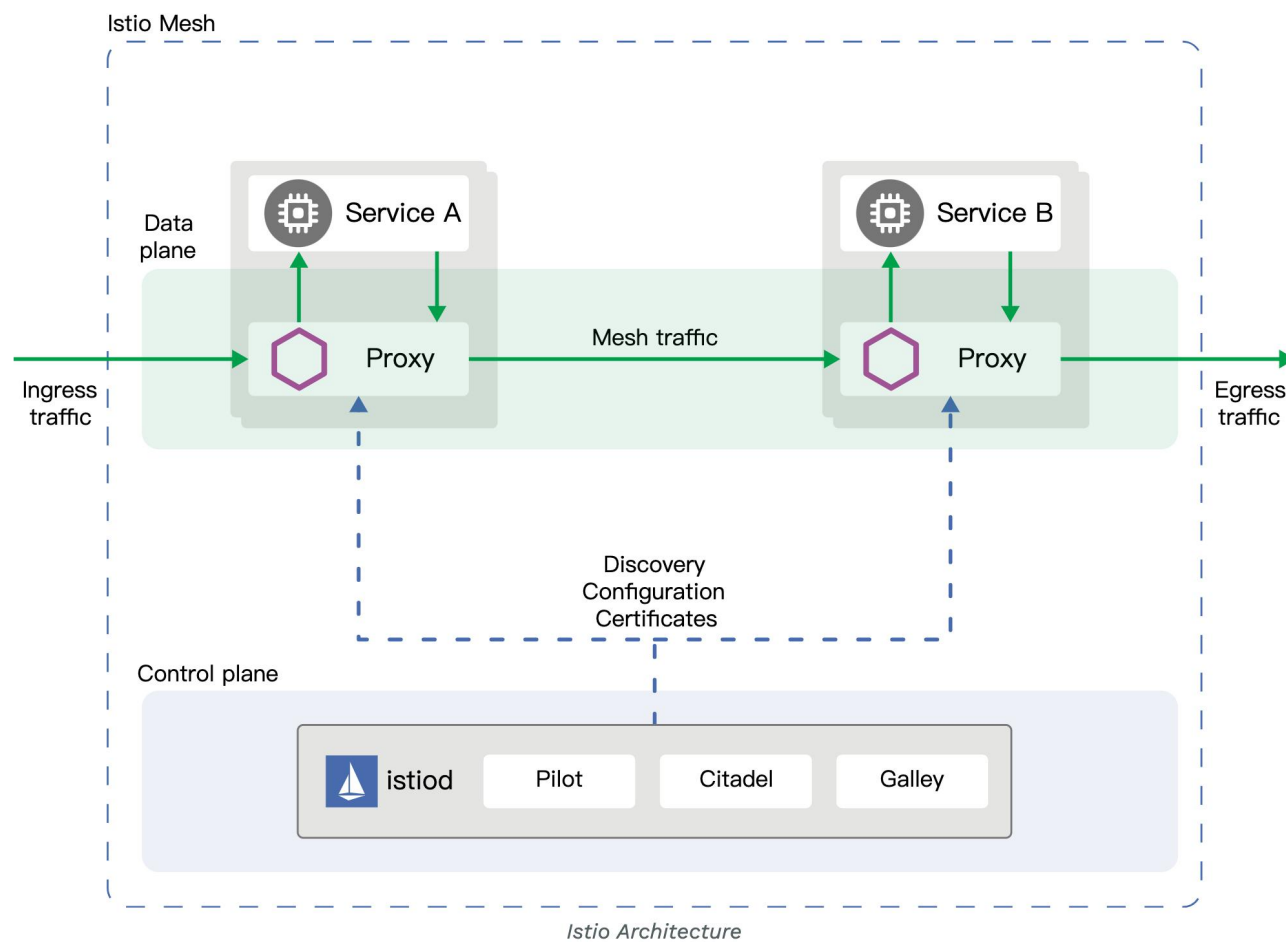 Istio Mesh
Service A
Service B
Data
plane
Proxy
Mesh traffic
Proxy
Ingress
traffic
Egress
traffic
Discovery
Configuration
Certificates
Control plane
istiod
Pilot
Citadel
Galley
Istio Architecture